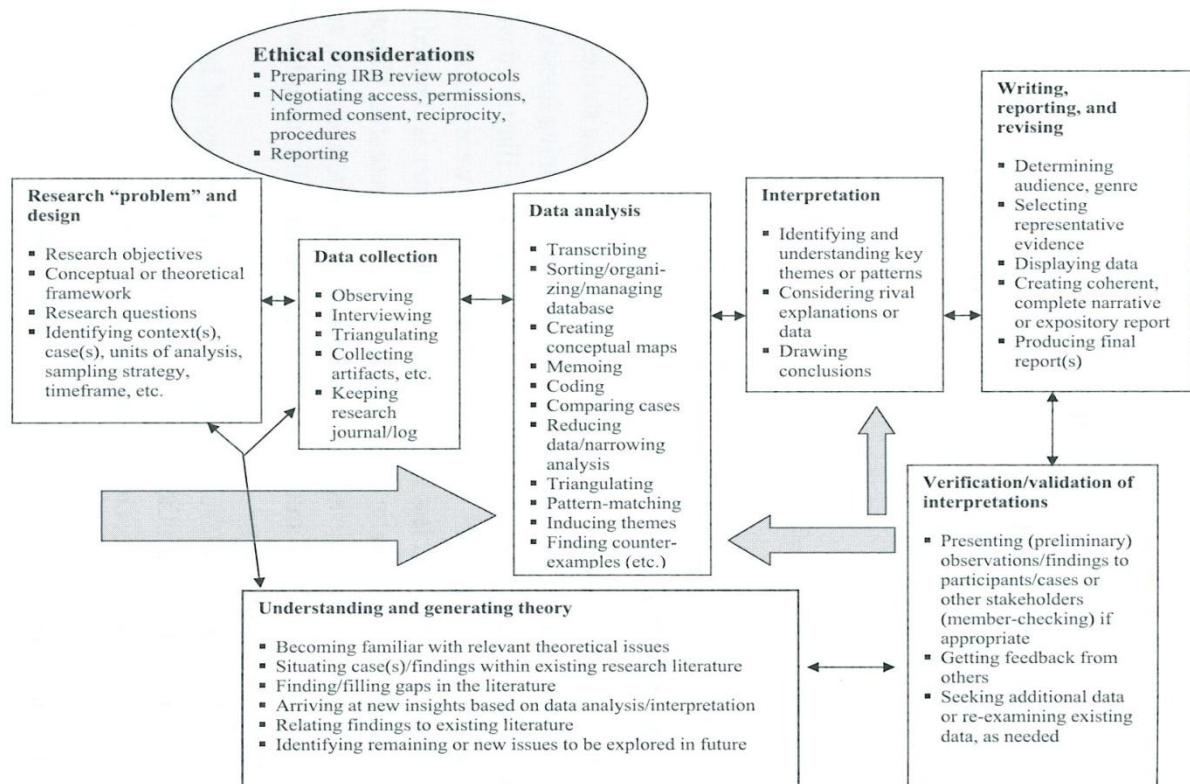 Ethical considerations
▪ Preparing IRB review protocols
▪ Negotiating access, permissions,
informed consent, reciprocity,
procedures
▪ Reporting
Research “problem” and
design
▪ Research objectives
▪ Conceptual or theoretical
framework
▪ Research questions
▪ Identifying context(s),
case(s), units of analysis,
sampling strategy,
timeframe, etc.
Data collection
▪ Observing
▪ Interviewing
▪ Triangulating
▪ Collecting
artifacts, etc.
▪ Keeping
research
journal/log
Data analysis
▪ Transcribing
▪ Sorting/organi-
zing/managing
database
▪ Creating
conceptual maps
▪ Memoing
▪ Coding
▪ Comparing cases
▪ Reducing
data/narrowing
analysis
▪ Triangulating
▪ Pattern-matching
▪ Inducing themes
▪ Finding counter-
examples (etc.)
Interpretation
▪ Identifying and
understanding key
themes or patterns
▪ Considering rival
explanations or
data
▪ Drawing
conclusions
Writing,
reporting, and
revising
▪ Determining
audience, genre
▪ Selecting
representative
evidence
▪ Displaying data
▪ Creating coherent,
complete narrative
or expository report
▪ Producing final
report(s)
Verification/validation of
interpretations
▪ Presenting (preliminary)
observations/findings to
participants/cases or
other stakeholders
(member-checking) if
appropriate
▪ Getting feedback from
others
▪ Seeking additional data
or re-examining existing
data, as needed
Understanding and generating theory
▪ Becoming familiar with relevant theoretical issues
▪ Situating case(s)/findings within existing research literature
▪ Finding/filling gaps in the literature
▪ Arriving at new insights based on data analysis/interpretation
▪ Relating findings to existing literature
▪ Identifying remaining or new issues to be explored in future